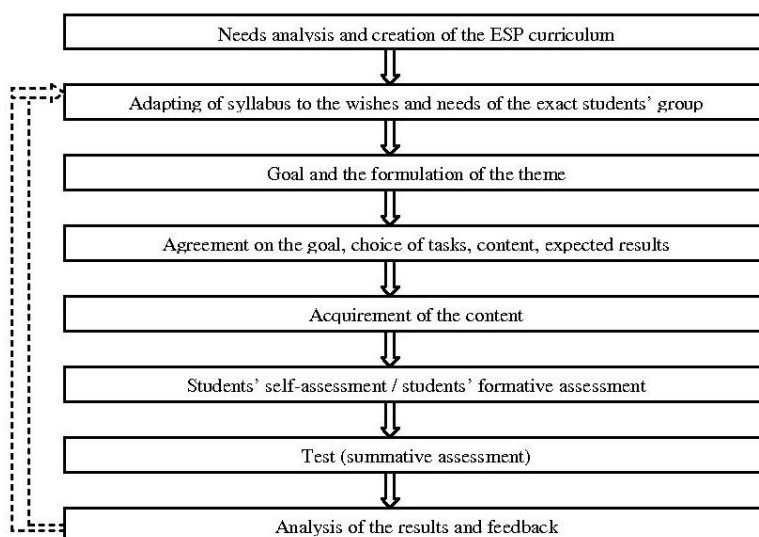 Needs analysis and creation of the ESP curriculum
Adapting of syllabus to the wishes and needs of the exact students’ group
Goal and the formulation of the theme
Agreement on the goal, choice of tasks, content, expected results
Acquirement of the content
Students’ self-assessment / students’ formative assessment
Test (summative assessment)
Analysis of the results and feedback